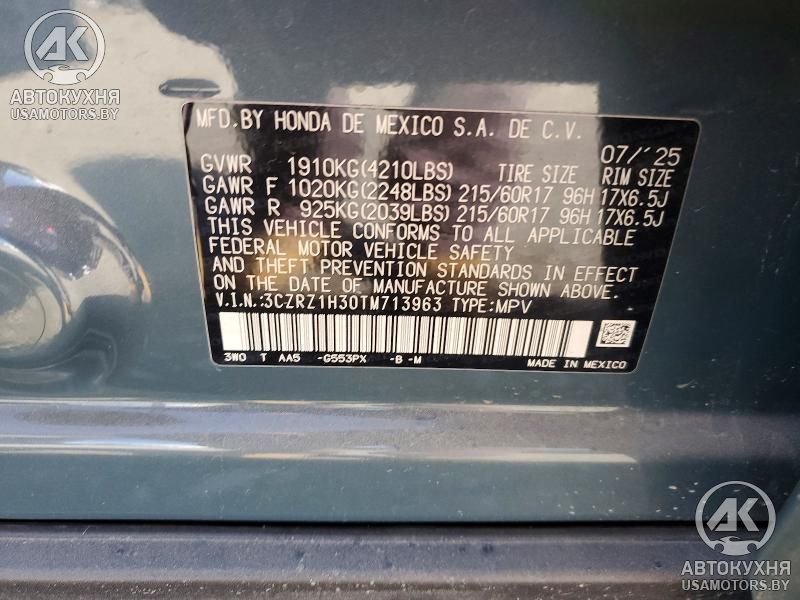 AK
АВТОКУХНЯ
USAMOTORS.BY
MFD. BY HONDA DE MEXICO S.A. DE C.V.
07/'25
GVWR 1910KG(4210LBS) TIRE SIZE RIM SIZE
GAWR F 1020KG(2248LBS) 215/60R17 96H 17X6.5J
GAWR R 925KG(2039LBS) 215/60R17 96H 17X6.5J
THIS VEHICLE CONFORMS TO ALL APPLICABLE
FEDERAL MOTOR VEHICLE SAFETY
AND THEFT PREVENTION STANDARDS IN EFFECT
ON THE DATE OF MANUFACTURE SHOWN ABOVE.
V.I.N.:3CZRZ1H30TM713963 TYPE:MPV
3WO T AA5 -G553PX -B -M
MADE IN MEXICO
AK
АВТОКУХНЯ
USAMOTORS.BY